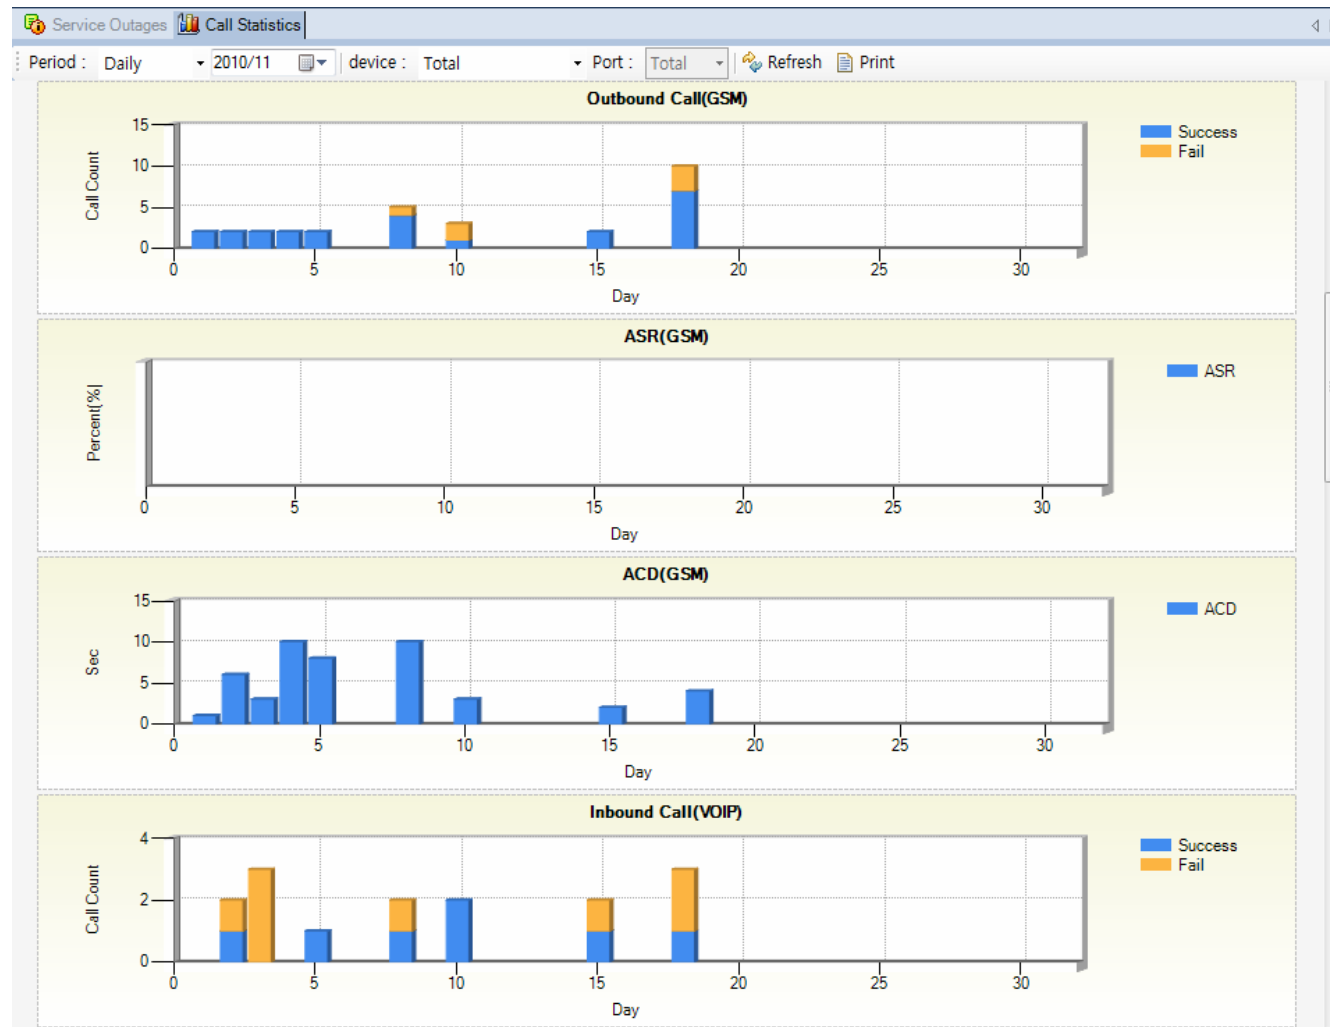 Service Outages Call Statistics
Period : Daily 2010/11 device : Total Port : Total Refresh Print
Outbound Call(GSM)
15
10
5
0
Call Count
0 5 10 15 20 25 30
Day
Success
Fail
ASR(GSM)
Percent(%)
0 5 10 15 20 25 30
Day
ASR
ACD(GSM)
15
10
5
0
Sec
0 5 10 15 20 25 30
Day
ACD
Inbound Call(VOIP)
4
2
0
Call Count
0 5 10 15 20 25 30
Day
Success
Fail